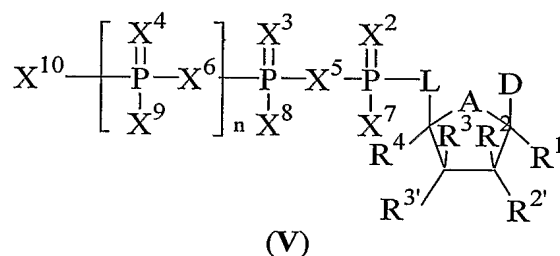 X⁴ X³ X²
X¹⁰ P X⁶ P X⁵ P L D
X⁹ n X⁸ X⁷ A
R⁴ R³ R² R¹
R³' R²'
(V)